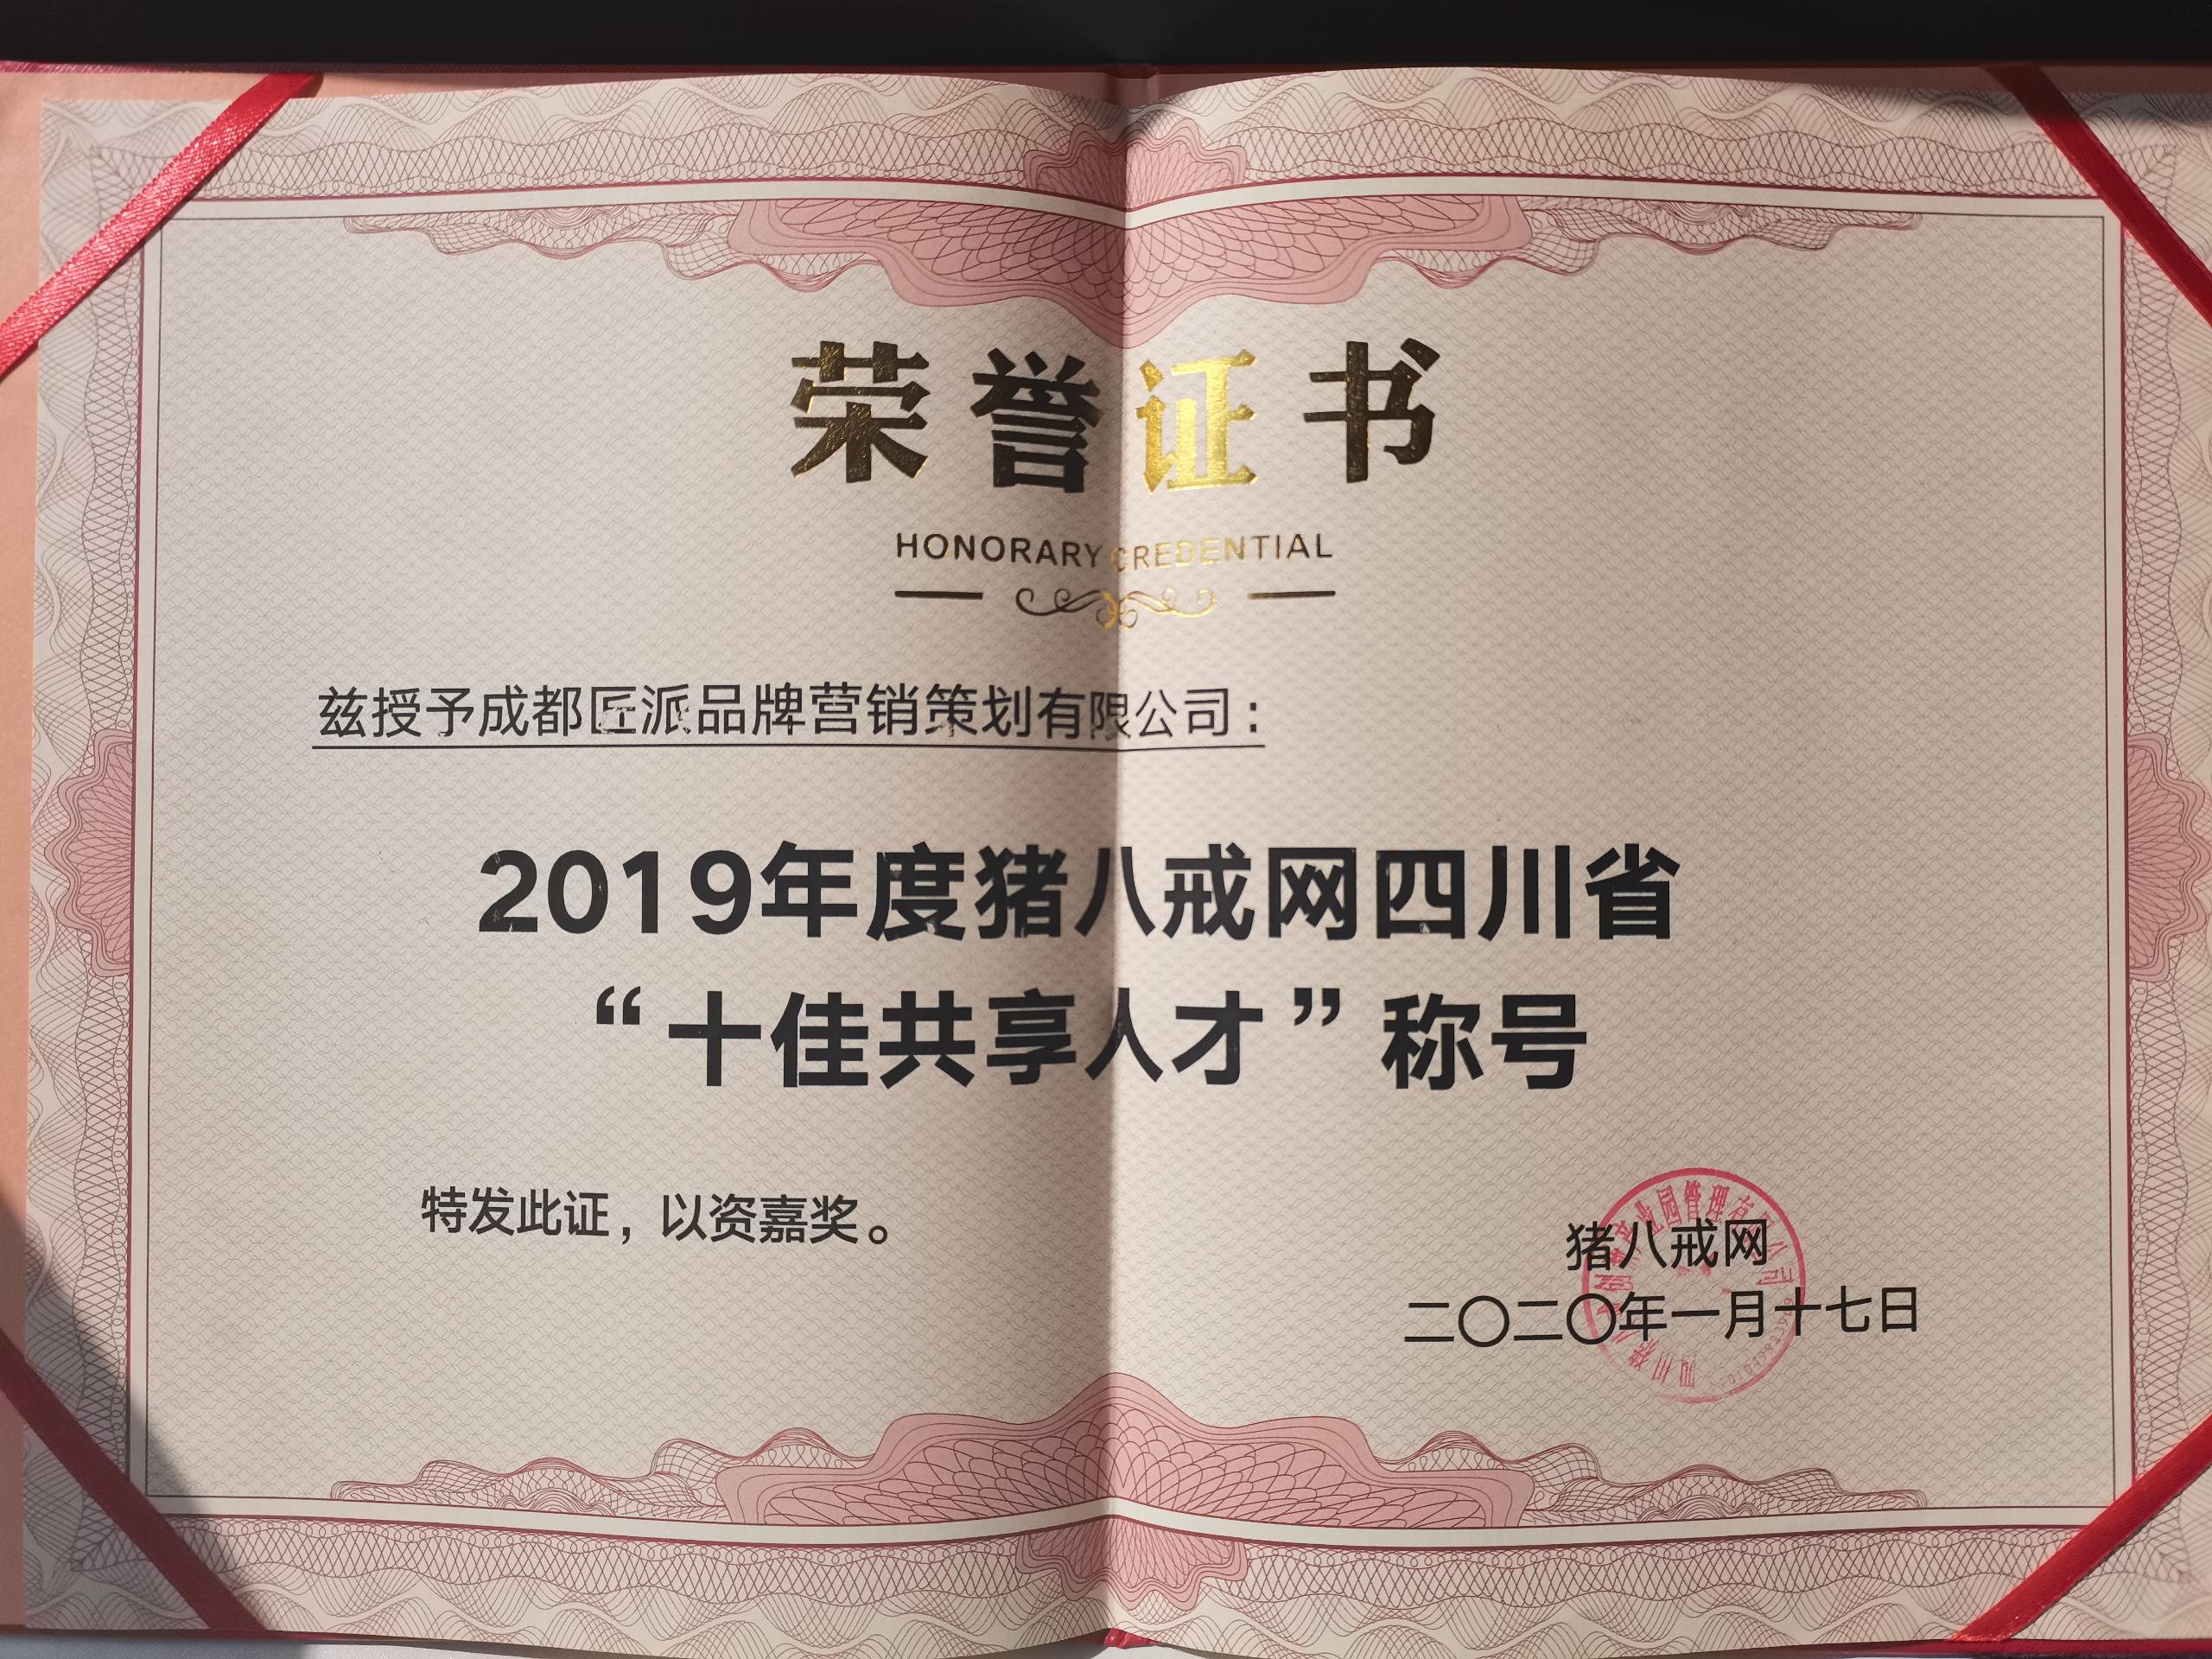 荣誉证书
HONORARY CREDENTIAL
兹授予成都匠派品牌营销策划有限公司：
2019年度猪八戒网四川省
“十佳共享人才”称号
特发此证，以资嘉奖。
猪八戒网
二〇二〇年一月十七日